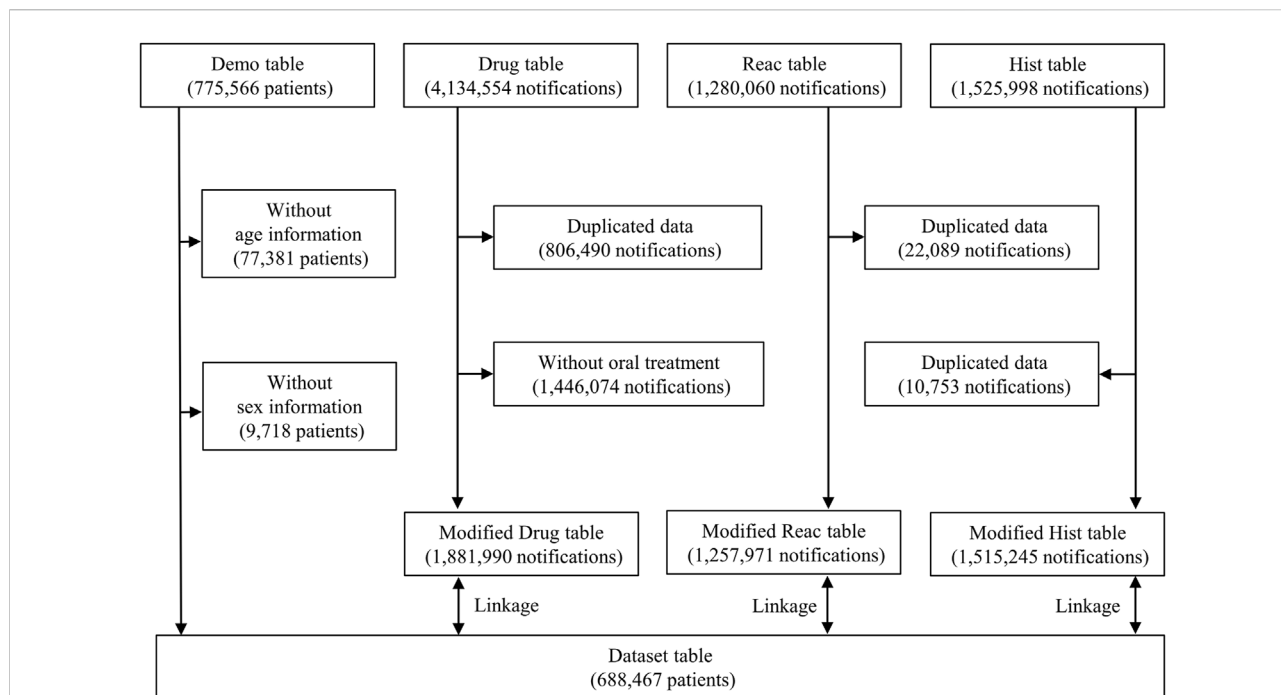 Demo table
(775,566 patients)
Drug table
(4,134,554 notifications)
Reac table
(1,280,060 notifications)
Hist table
(1,525,998 notifications)
Without
age information
(77,381 patients)
Duplicated data
(806,490 notifications)
Duplicated data
(22,089 notifications)
Without sex information
(9,718 patients)
Without oral treatment
(1,446,074 notifications)
Duplicated data
(10,753 notifications)
Modified Drug table
(1,881,990 notifications)
Modified Reac table
(1,257,971 notifications)
Modified Hist table
(1,515,245 notifications)
Linkage
Linkage
Linkage
Dataset table
(688,467 patients)